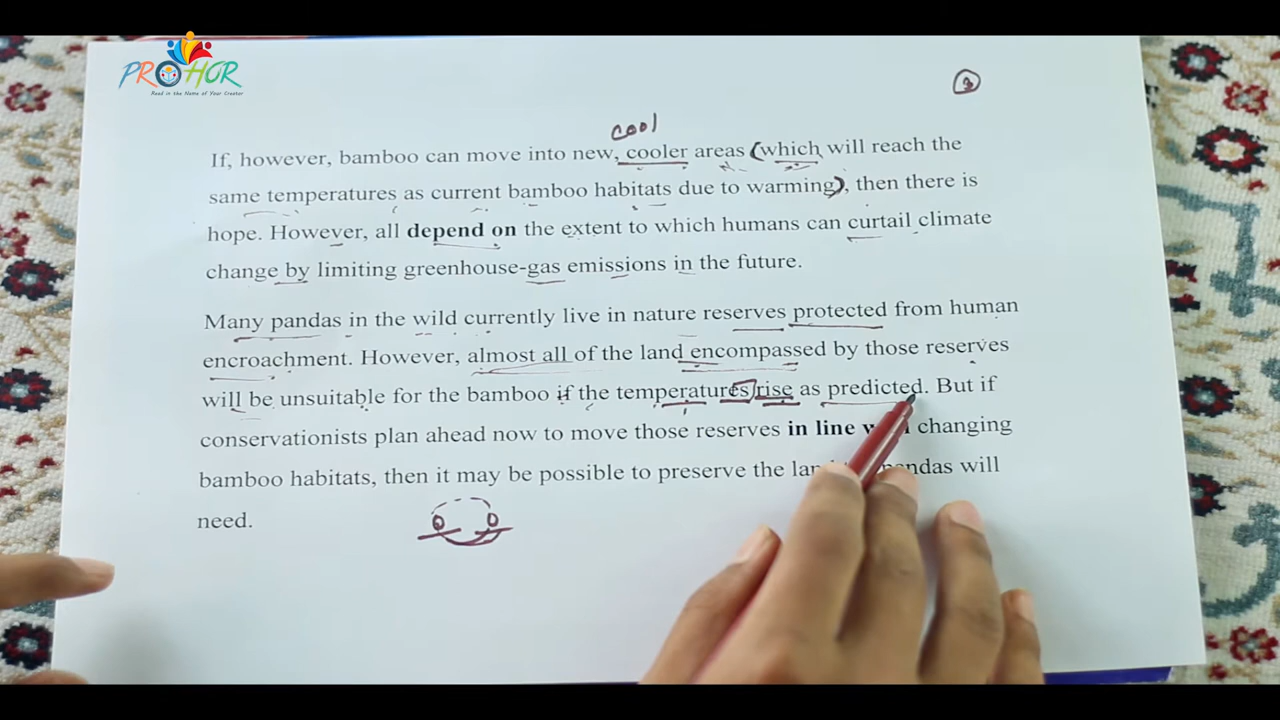 PROHOR
Read in the Name of Your Creator
3
cool
If, however, bamboo can move into new, cooler areas (which will reach the
same temperatures as current bamboo habitats due to warming), then there is
hope. However, all depend on the extent to which humans can curtail climate
change by limiting greenhouse-gas emissions in the future.
Many pandas in the wild currently live in nature reserves protected from human
encroachment. However, almost all of the land encompassed by those reserves
will be unsuitable for the bamboo if the temperatures rise as predicted. But if
conservationists plan ahead now to move those reserves in line changing
bamboo habitats, then it may be possible to preserve the pandas will
need.